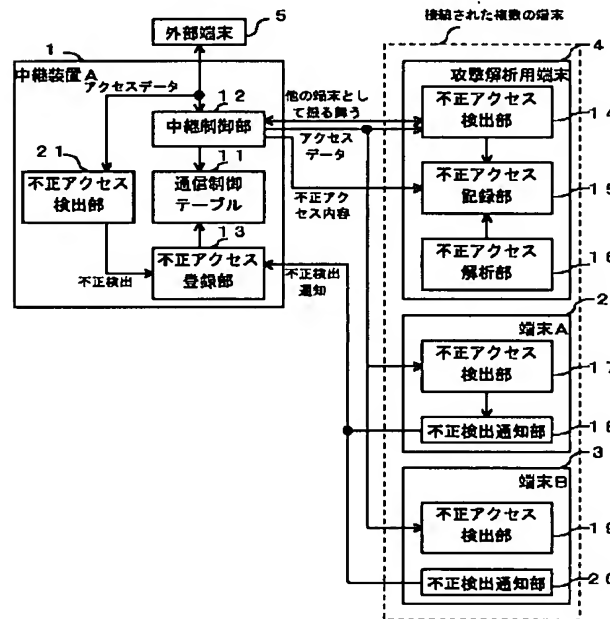 接続された複数の端末
外部端末
5
1
中継装置A
アクセスデータ
12
中継制御部
他の端末とし
て振る舞う
アクセス
データ
21
不正アクセス
検出部
11
通信制御
テーブル
不正アク
セス内容
13
不正アクセス
登録部
不正検出
不正検出
通知
4
攻撃解析用端末
不正アクセス
検出部
14
不正アクセス
記録部
15
不正アクセス
解析部
16
2
端末A
不正アクセス
検出部
17
不正検出通知部
18
3
端末B
不正アクセス
検出部
19
不正検出通知部
20